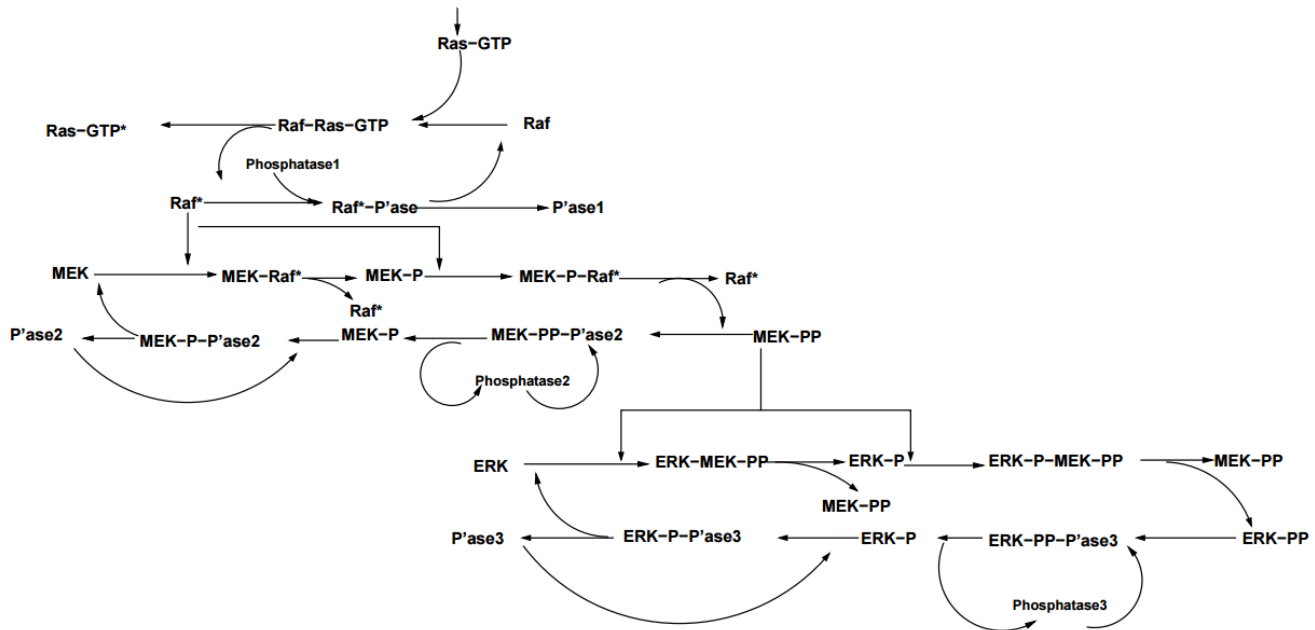 Ras−GTP
Ras−GTP* Raf−Ras−GTP Raf
Phosphatase1
Raf* Raf*−P'ase P'ase1
MEK MEK−Raf* MEK−P MEK−P−Raf* Raf*
Raf*
P'ase2 MEK−P−P'ase2 MEK−P MEK−PP−P'ase2 MEK−PP
Phosphatase2
ERK ERK−MEK−PP ERK−P ERK−P−MEK−PP MEK−PP
MEK−PP
P'ase3 ERK−P−P'ase3 ERK−P ERK−PP−P'ase3 ERK−PP
Phosphatase3